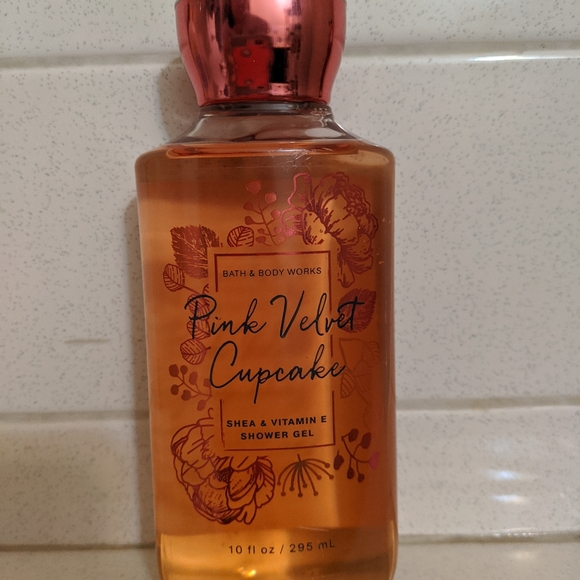 BATH & BODY WORKS
Pink Velvet
Cupcake
SHEA & VITAMIN E
SHOWER GEL
10 fl oz / 295 mL